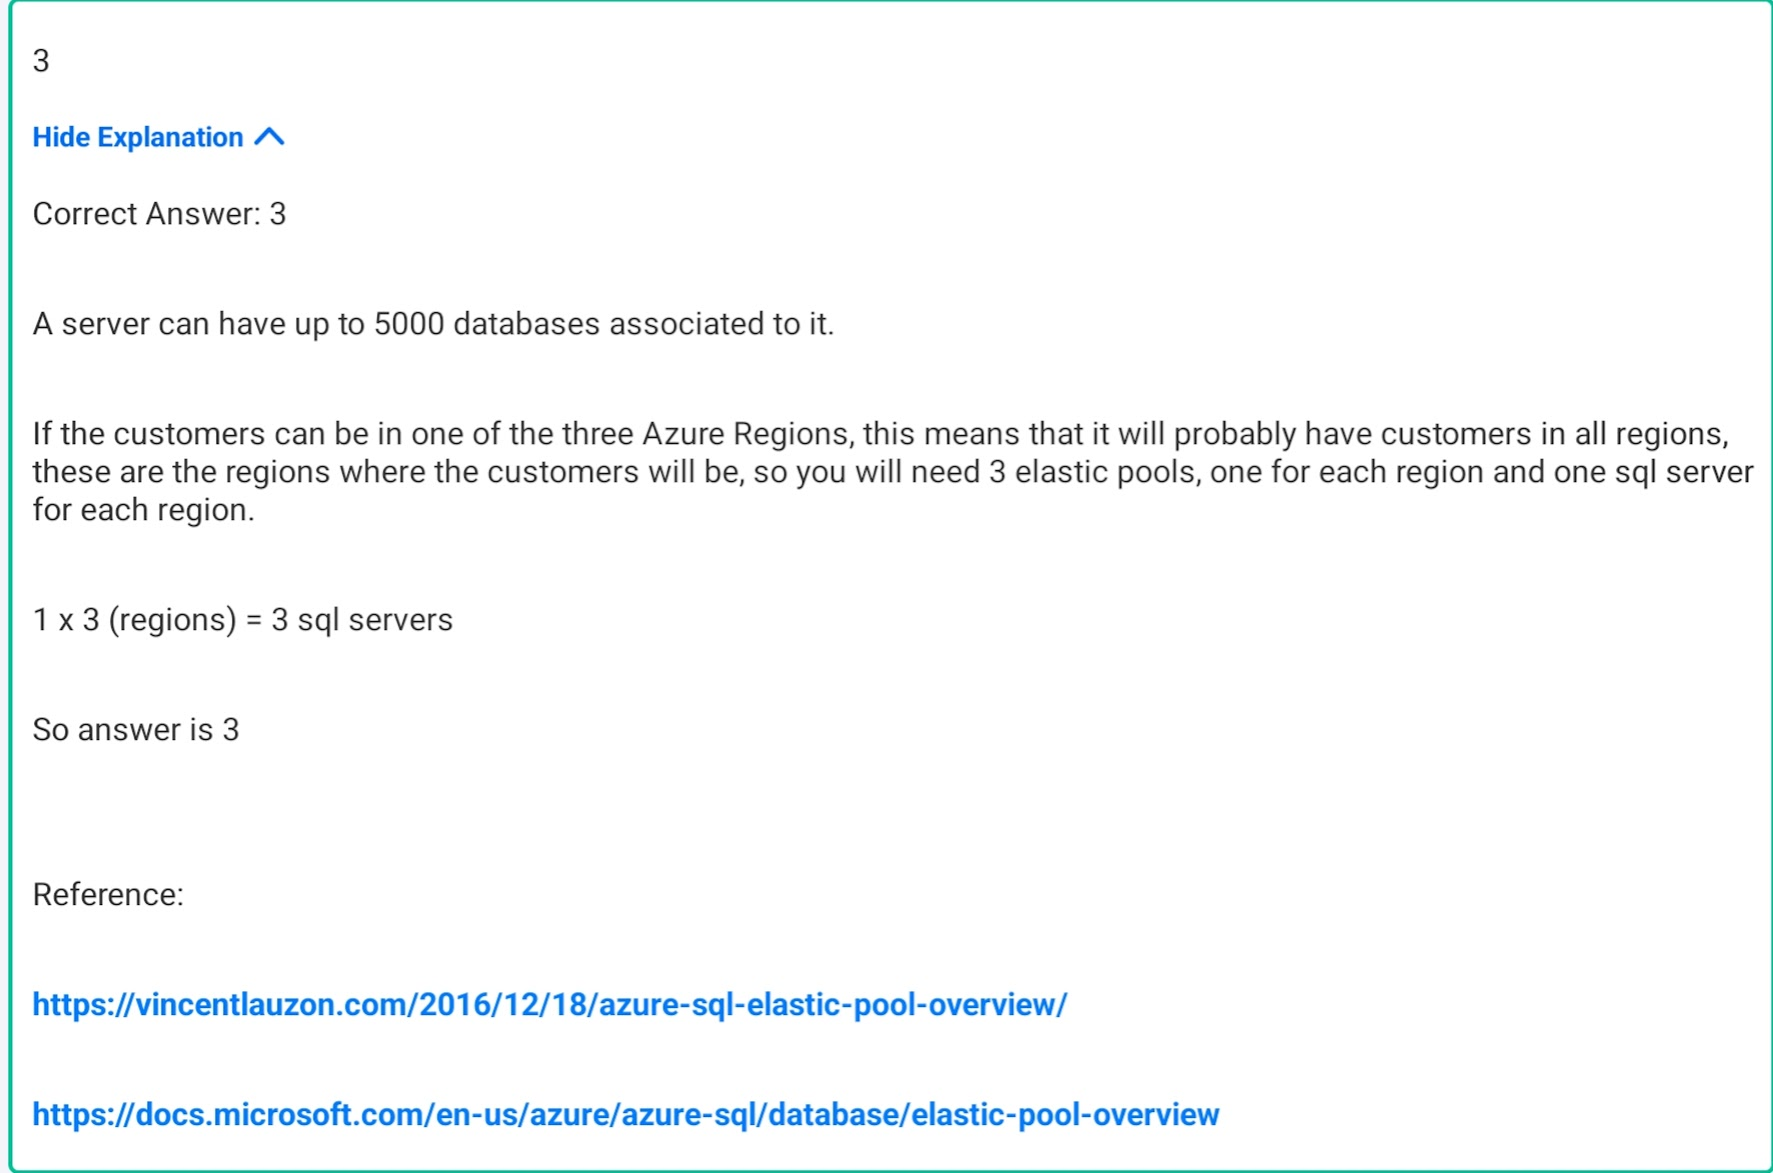 3
Hide Explanation
Correct Answer: 3
A server can have up to 5000 databases associated to it.
If the customers can be in one of the three Azure Regions, this means that it will probably have customers in all regions,
these are the regions where the customers will be, so you will need 3 elastic pools, one for each region and one sql server
for each region.
1 x 3 (regions) = 3 sql servers
So answer is 3
Reference:
https://vincentlauzon.com/2016/12/18/azure-sql-elastic-pool-overview/
https://docs.microsoft.com/en-us/azure/azure-sql/database/elastic-pool-overview